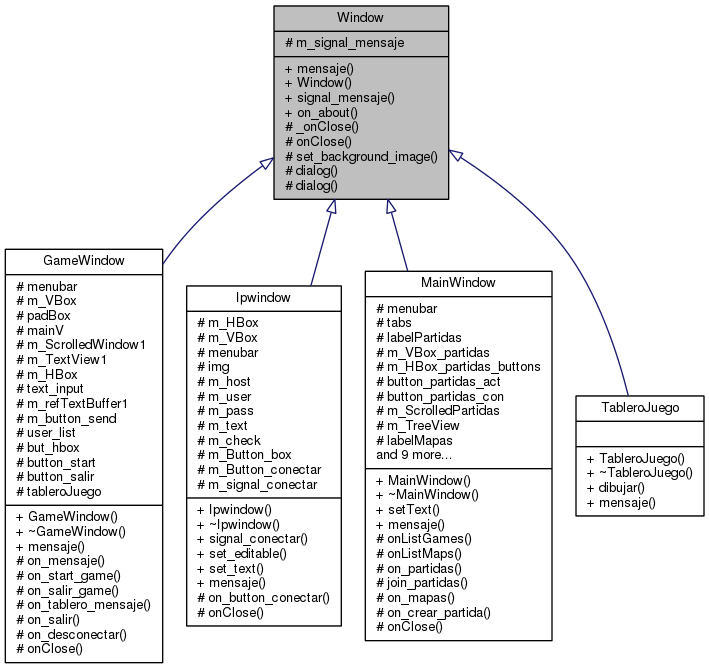 Window
# m_signal_mensaje
+ mensaje()
+ Window()
+ signal_mensaje()
+ on_about()
# _onClose()
# onClose()
# set_background_image()
# dialog()
# dialog()
GameWindow
# menubar
# m_VBox
# padBox
# mainV
# m_ScrolledWindow1
# m_TextView1
# m_HBox
# text_input
# m_refTextBuffer1
# m_button_send
# user_list
# but_hbox
# button_start
# button_salir
# tableroJuego
+ GameWindow()
+ ~GameWindow()
+ mensaje()
# on_mensaje()
# on_start_game()
# on_salir_game()
# on_tablero_mensaje()
# on_salir()
# on_desconectar()
# onClose()
Ipwindow
# m_HBox
# m_VBox
# menubar
# img
# m_host
# m_user
# m_pass
# m_text
# m_check
# m_Button_box
# m_Button_conectar
# m_signal_conectar
+ Ipwindow()
+ ~Ipwindow()
+ signal_conectar()
+ set_editable()
+ set_text()
+ mensaje()
# on_button_conectar()
# onClose()
MainWindow
# menubar
# tabs
# labelPartidas
# m_VBox_partidas
# m_HBox_partidas_buttons
# button_partidas_act
# button_partidas_con
# m_ScrolledPartidas
# m_TreeView
# labelMapas
and 9 more...
+ MainWindow()
+ ~MainWindow()
+ setText()
+ mensaje()
# onListGames()
# onListMaps()
# on_partidas()
# join_partidas()
# on_mapas()
# on_crear_partida()
# onClose()
TableroJuego
+ TableroJuego()
+ ~TableroJuego()
+ dibujar()
+ mensaje()